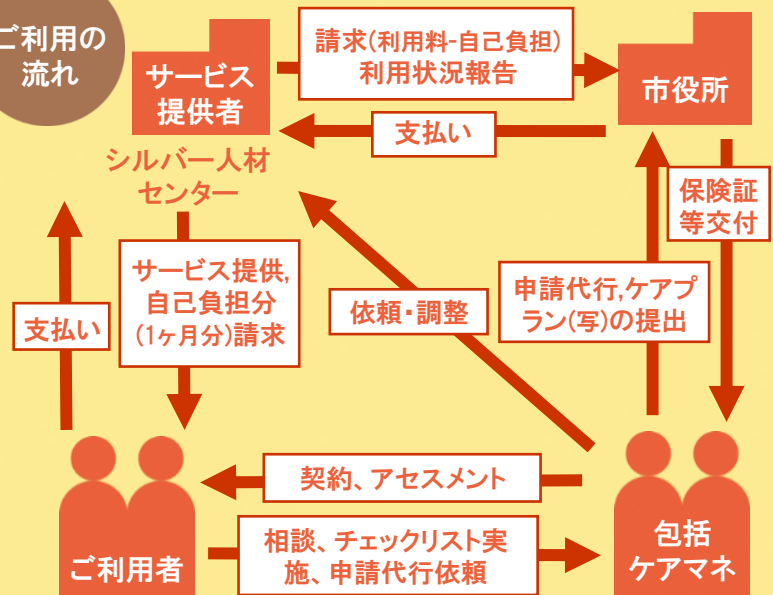 ご利用の
流れ
サービス
提供者
シルバー人材
センター
請求(利用料-自己負担)
利用状況報告
市役所
支払い
保険証
等交付
サービス提供,
自己負担分
(1ヶ月分)請求
支払い
依頼・調整
申請代行,ケアプ
ラン(写)の提出
契約、アセスメント
相談、チェックリスト実
施、申請代行依頼
ご利用者
包括
ケアマネ